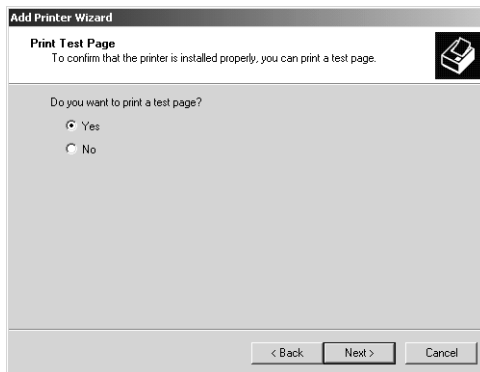 Add Printer Wizard
Print Test Page
To confirm that the printer is installed properly, you can print a test page.
Do you want to print a test page?
Yes
No
< Back
Next >
Cancel